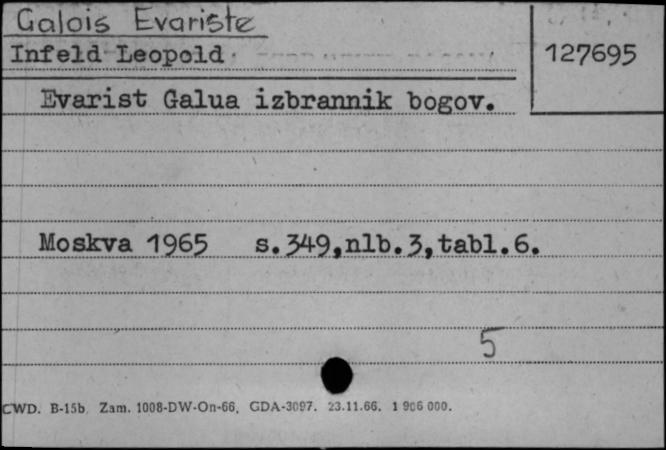 Galois Evariste
Infeld Leopold
127695
Evarist Galua izbrannik bogov.
Moskva 1965 s.349,nlb.3,tabl.6.
5
CWD. B-15b. Zam. 1008-DW-On-66. GDA-3097. 23.11.66. 1 906 000.